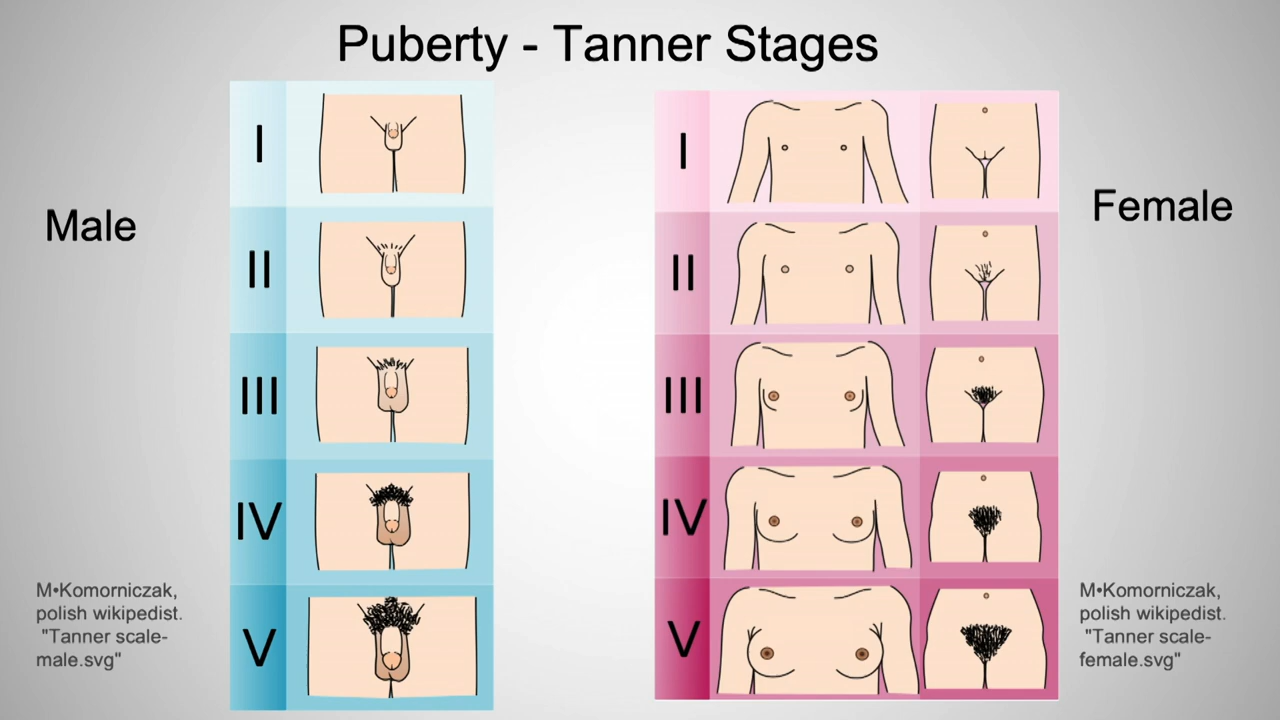 Puberty - Tanner Stages
Male
I
II
III
IV
V
M•Komorniczak,
polish wikipedist.
"Tanner scale-
male.svg"
I
II
III
IV
V
Female
M•Komorniczak,
polish wikipedist.
"Tanner scale-
female.svg"